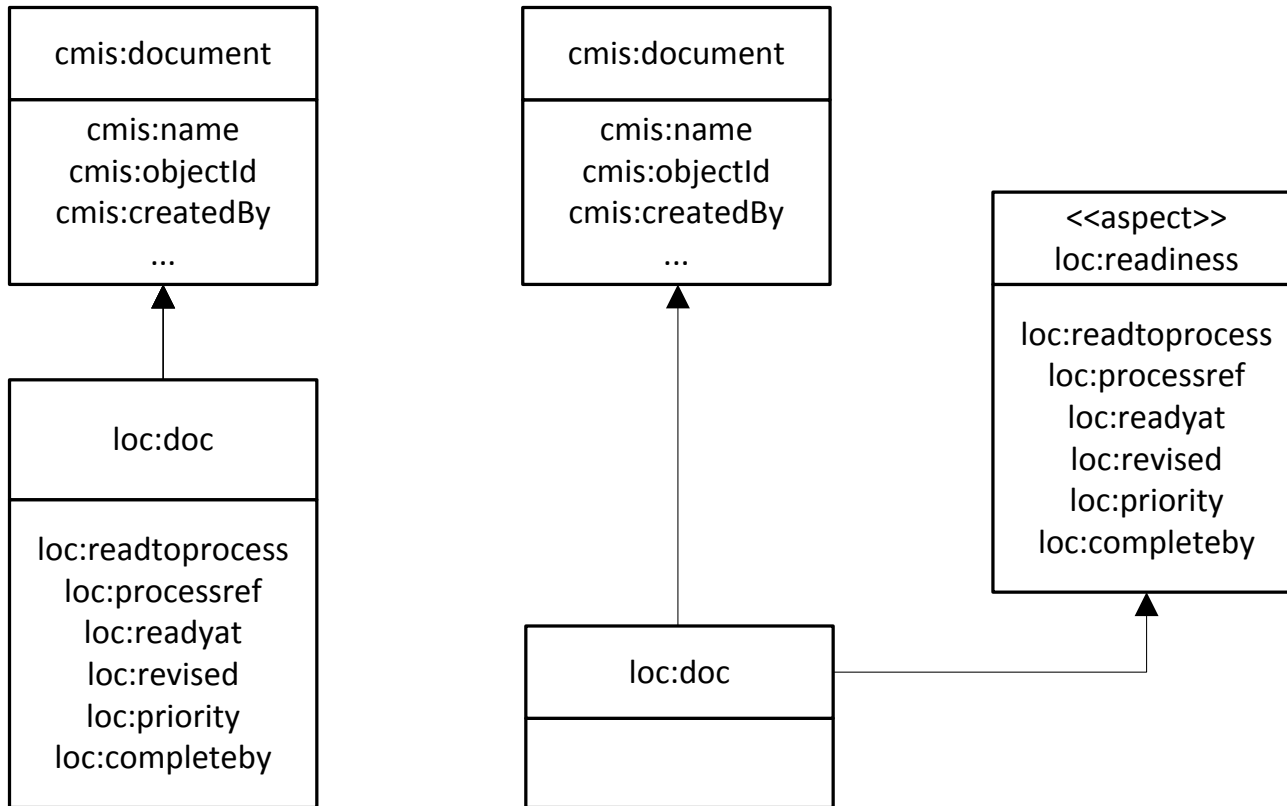 cmis:document
cmis:name
cmis:objectId
cmis:createdBy
...
loc:doc
loc:readtoprocess
loc:processref
loc:readyat
loc:revised
loc:priority
loc:completeby
cmis:document
cmis:name
cmis:objectId
cmis:createdBy
...
loc:doc
<<aspect>>
loc:readiness
loc:readtoprocess
loc:processref
loc:readyat
loc:revised
loc:priority
loc:completeby